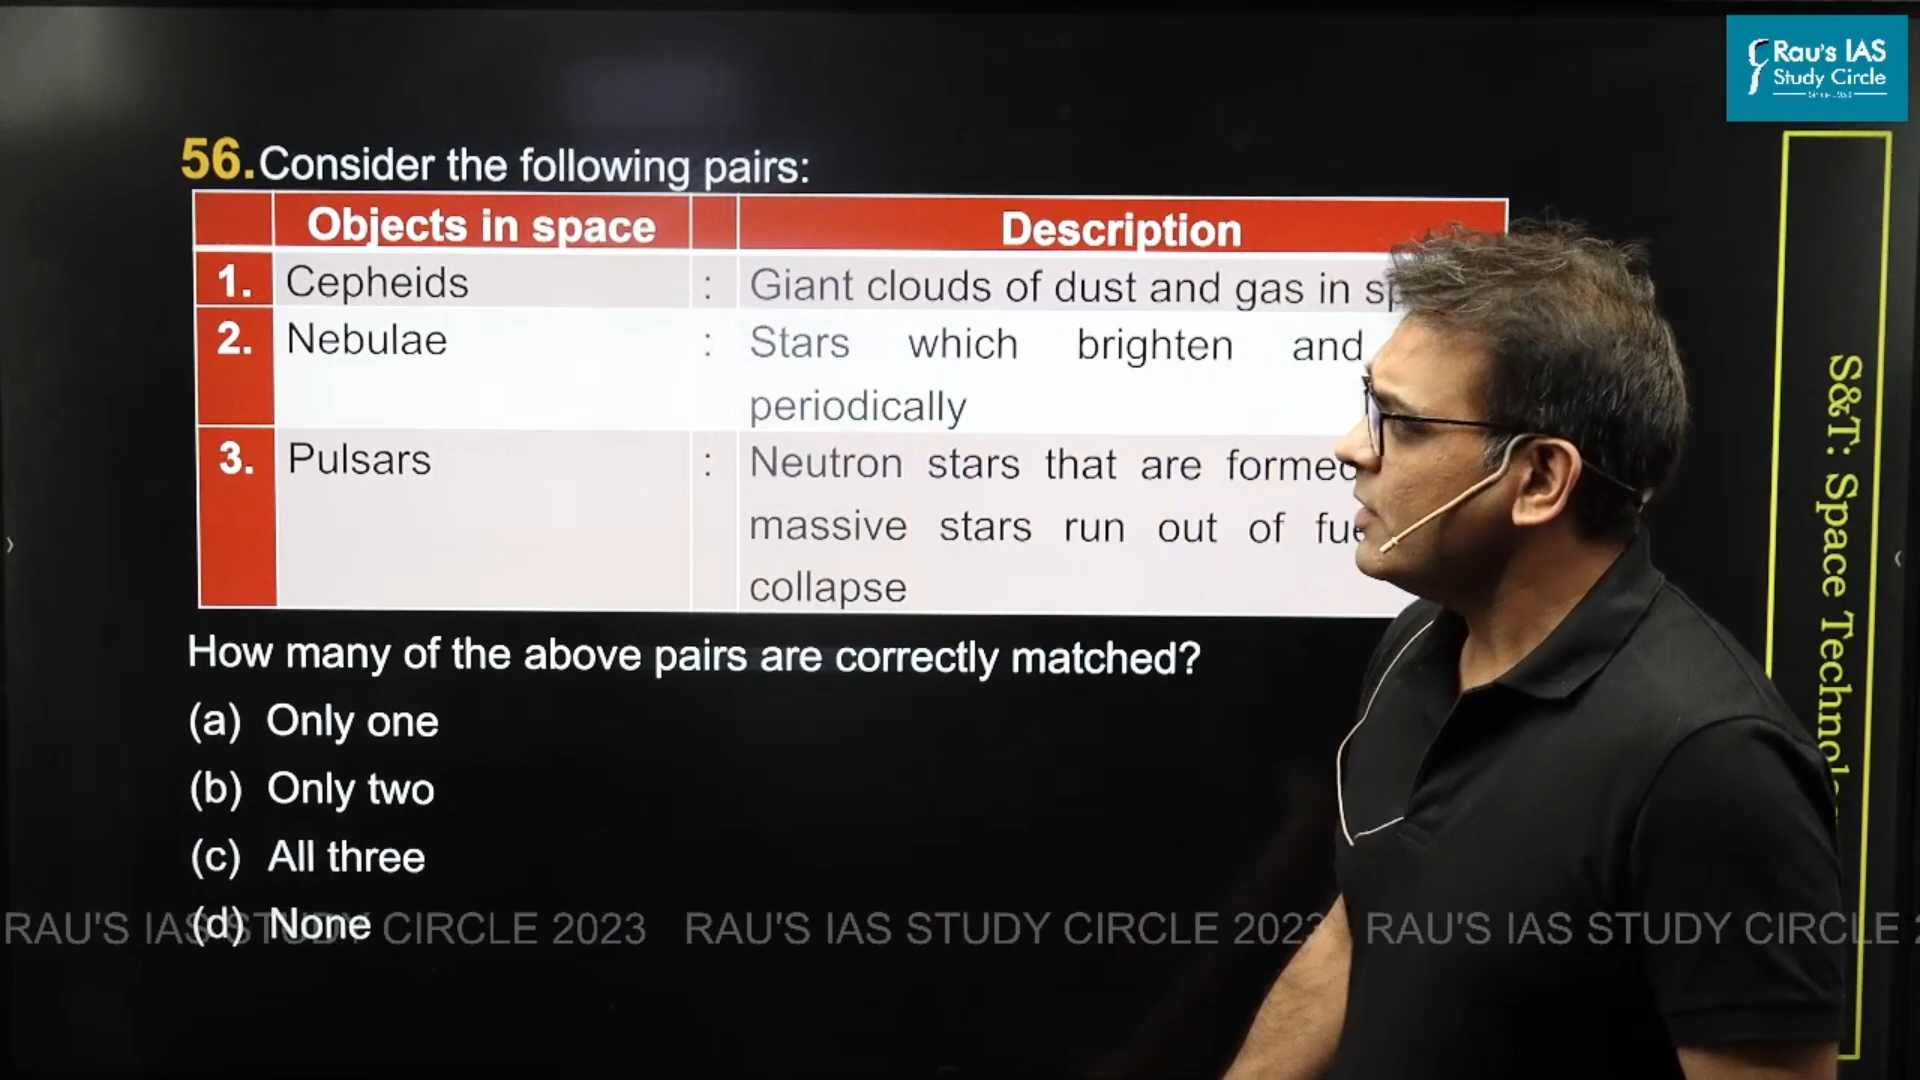 Rau's IAS
Study Circle
56. Consider the following pairs:
Objects in space Description
1. Cepheids : Giant clouds of dust and gas in
2. Nebulae : Stars which brighten and
periodically
3. Pulsars : Neutron stars that are formed
massive stars run out of
collapse
How many of the above pairs are correctly matched?
(a) Only one
(b) Only two
(c) All three
(d) None
RAU'S IAS STUDY CIRCLE 2023 RAU'S IAS STUDY CIRCLE 2023 RAU'S IAS STUDY CIRCLE
S&T: Space